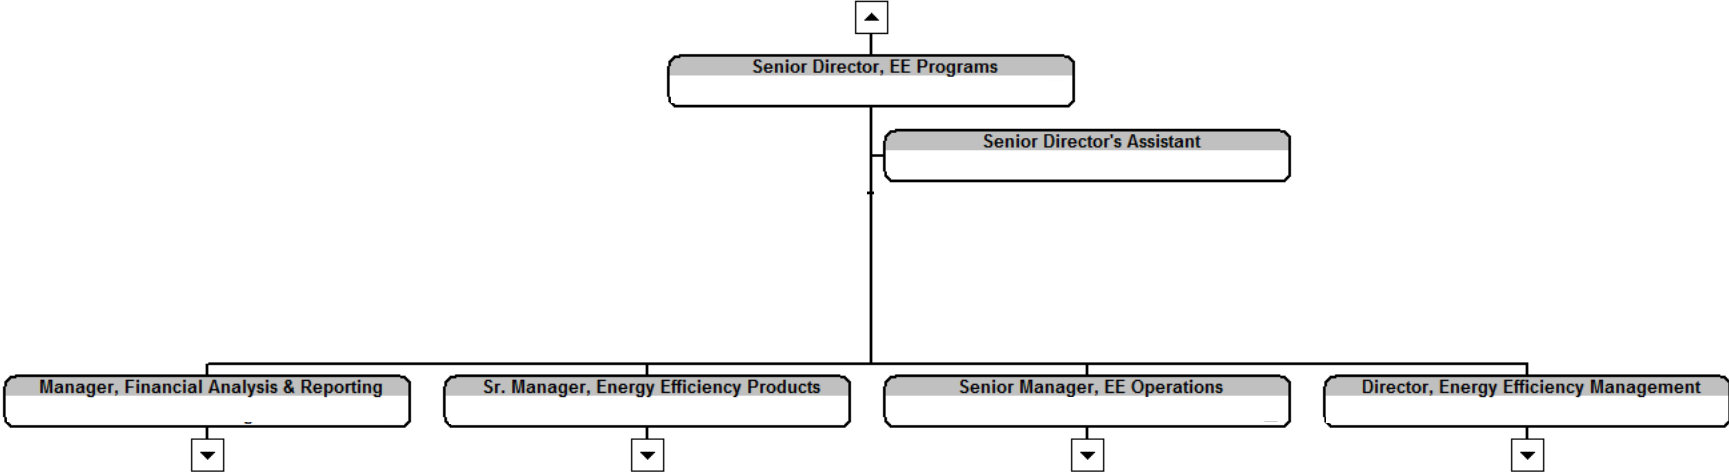 Senior Director, EE Programs
Senior Director's Assistant
Manager, Financial Analysis & Reporting
Sr. Manager, Energy Efficiency Products
Senior Manager, EE Operations
Director, Energy Efficiency Management